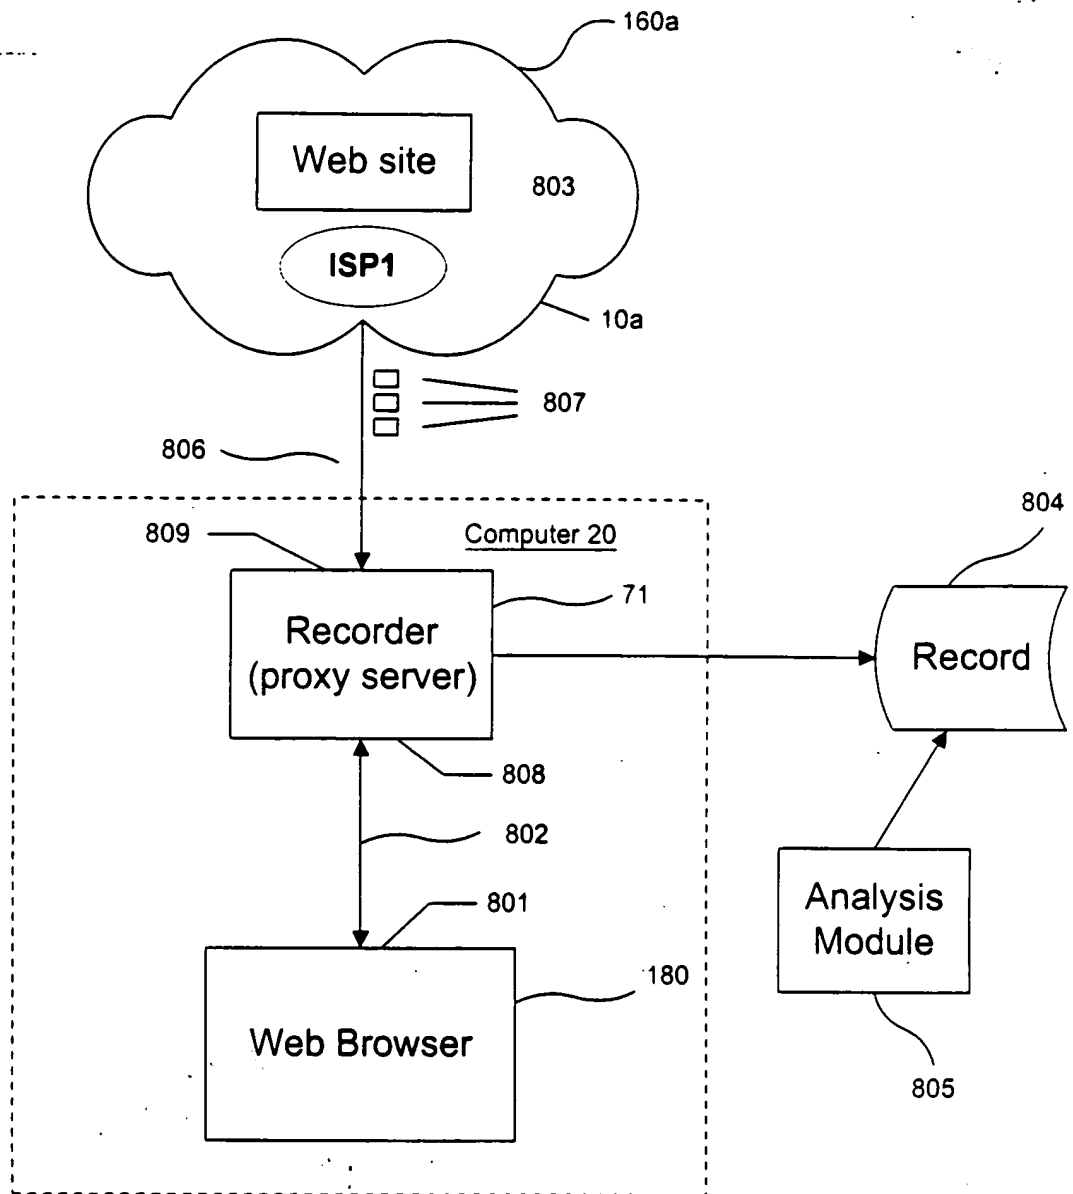 160a
Web site
803
ISP1
10a
807
806
804
809
Computer 20
71
Recorder
(proxy server)
Record
808
802
801
Analysis
Module
180
Web Browser
805